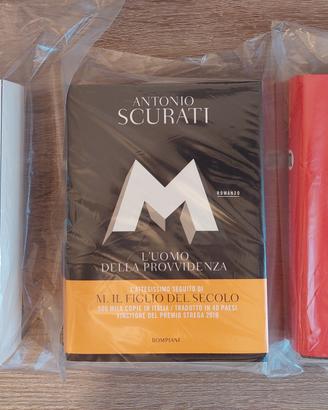 ANTONIO
SCURATI
M
ROMANZO
L'UOMO
DELLA PROVVIDENZA
L'ATTESISSIMO SEGUITO DI
M. IL FIGLIO DEL SECOLO
500 MILA COPIE IN ITALIA / TRADOTTO IN 40 PAESI
VINCITORE DEL PREMIO STREGA 2019
BOMPIANI